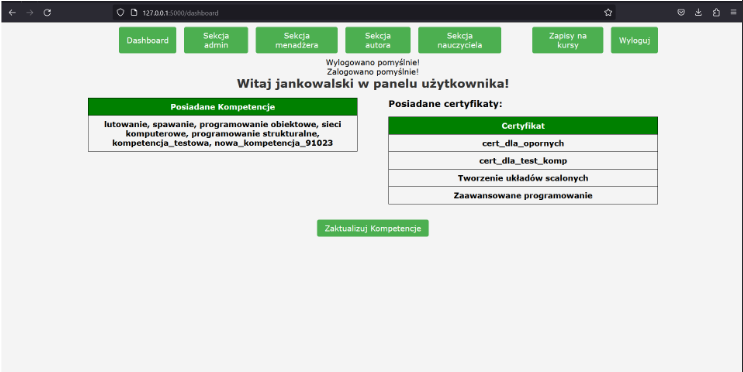 127.0.0.1:5000/dashboard
Dashboard
Sekcja
admin
Sekcja
menadżera
Sekcja
autora
Sekcja
nauczyciela
Zapisy na
kursy
Wyloguj
Wylogowano pomyślnie!
Zalogowano pomyślnie!
Witaj jankowalski w panelu użytkownika!
Posiadane Kompetencje
lutowanie, spawanie, programowanie obiektowe, sieci
komputerowe, programowanie strukturalne,
kompetencja_testowa, nowa_kompetencja_91023
Posiadane certyfikaty:
Certyfikat
cert_dla_opornych
cert_dla_test_komp
Tworzenie układów scalonych
Zaawansowane programowanie
Zaktualizuj Kompetencje